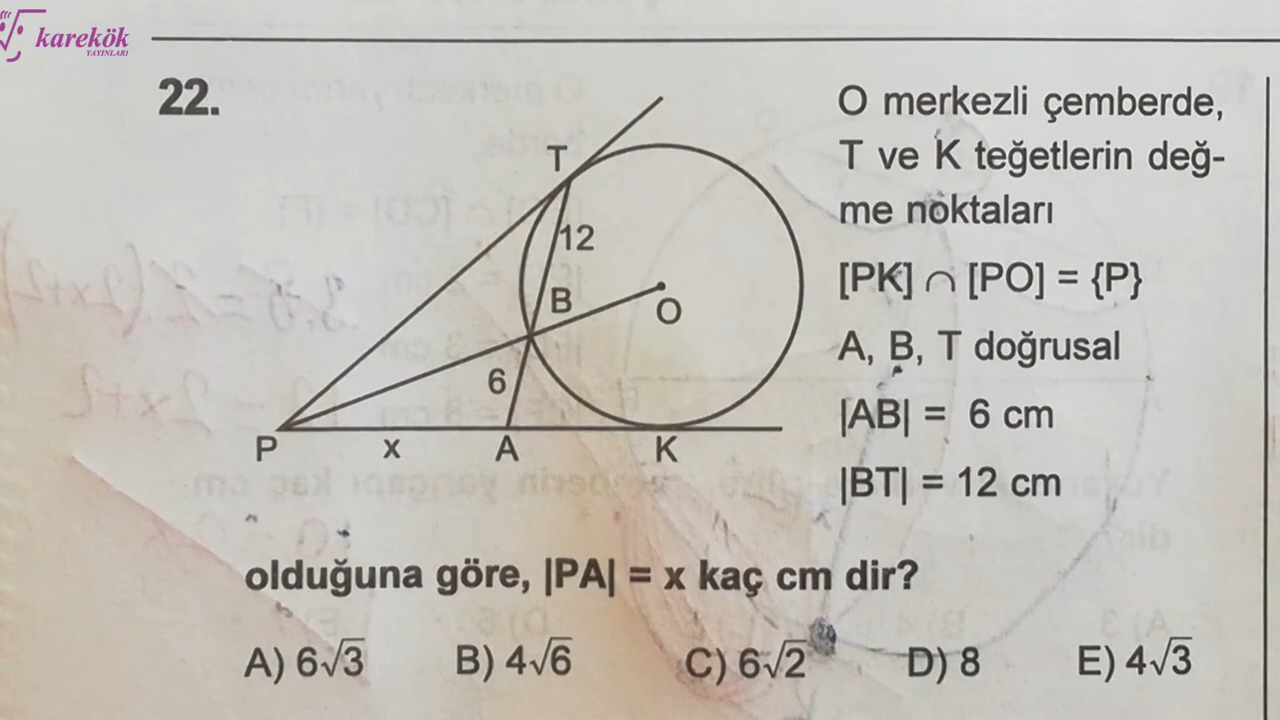 karekök
YAYINLARI
22.
O merkezli çemberde,
T ve K teğetlerin değ-
me noktaları
[PK] ∩ [PO] = {P}
A, B, T doğrusal
|AB| = 6 cm
|BT| = 12 cm
T
12
B
O
6
P
x
A
K
olduğuna göre, |PA| = x kaç cm dir?
A) 6√3 B) 4√6 C) 6√2 D) 8 E) 4√3